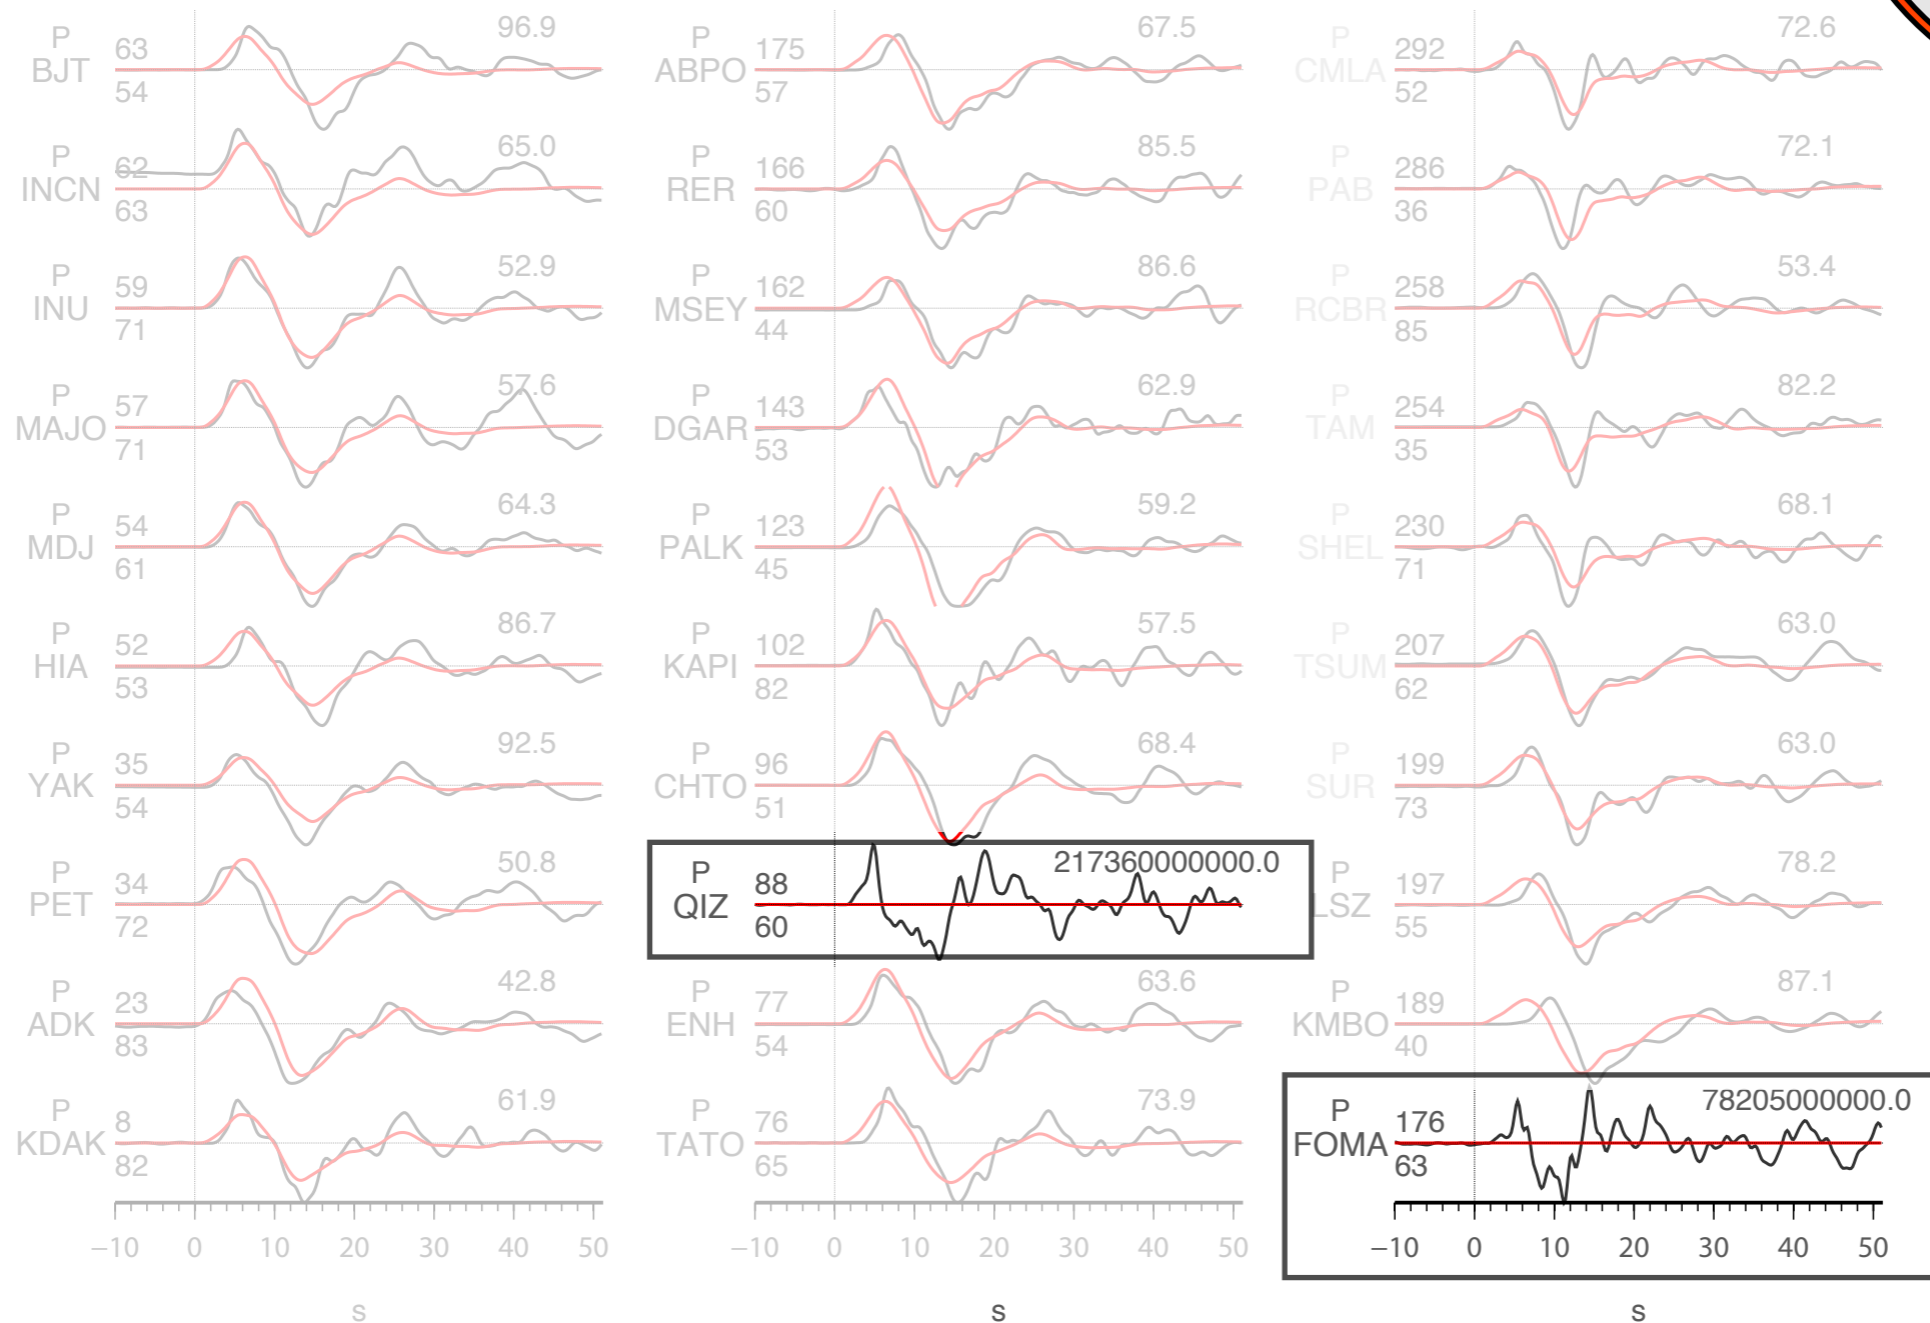 P
63
96.9
BJT
54
P
62
65.0
INCN
63
P
59
52.9
INU
71
P
57
57.6
MAJO
71
P
54
64.3
MDJ
61
P
52
86.7
HIA
53
P
35
92.5
YAK
54
P
34
50.8
PET
72
P
23
42.8
ADK
83
P
8
61.9
KDAK
82
−10 0 10 20 30 40 50
s
P
175
67.5
ABPO
57
P
166
85.5
RER
60
P
162
86.6
MSEY
44
P
143
62.9
DGAR
53
P
123
59.2
PALK
45
P
102
57.5
KAPI
82
P
96
68.4
CHTO
51
P
88
217360000000.0
QIZ
60
P
77
63.6
ENH
54
P
76
73.9
TATO
65
−10 0 10 20 30 40 50
s
P
292
72.6
CMLA
52
P
286
72.1
PAB
36
P
258
53.4
RCBR
85
P
254
82.2
TAM
35
P
230
68.1
SHEL
71
P
207
63.0
TSUM
62
P
199
63.0
SUR
73
P
197
78.2
LSZ
55
P
189
87.1
KMBO
40
P
176
78205000000.0
FOMA
63
−10 0 10 20 30 40 50
s